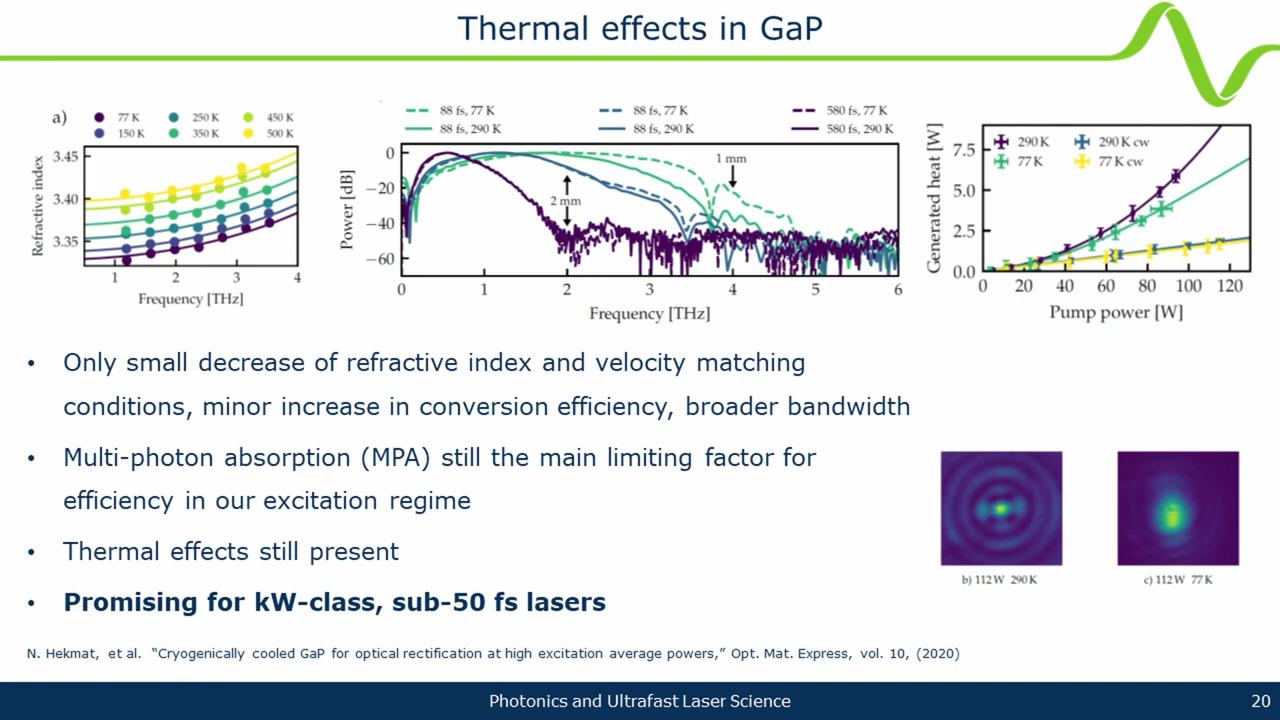 Thermal effects in GaP
a)
77 K 250 K 450 K
150 K 350 K 500 K
Refractive index
3.45
3.40
3.35
1 2 3 4
Frequency [THz]
88 fs, 77 K 88 fs, 77 K 580 fs, 77 K
88 fs, 290 K 88 fs, 290 K 580 fs, 290 K
Power [dB]
0
−20
−40
−60
1 mm
2 mm
0 1 2 3 4 5 6
Frequency [THz]
Generated heat [W]
290 K 290 K cw
77 K 77 K cw
7.5
5.0
2.5
0.0
0 20 40 60 80 100 120
Pump power [W]
• Only small decrease of refractive index and velocity matching
conditions, minor increase in conversion efficiency, broader bandwidth
• Multi-photon absorption (MPA) still the main limiting factor for
efficiency in our excitation regime
• Thermal effects still present
• Promising for kW-class, sub-50 fs lasers
b) 112 W 290 K
c) 112 W 77 K
N. Hekmat, et al. “Cryogenically cooled GaP for optical rectification at high excitation average powers,” Opt. Mat. Express, vol. 10, (2020)
Photonics and Ultrafast Laser Science
20